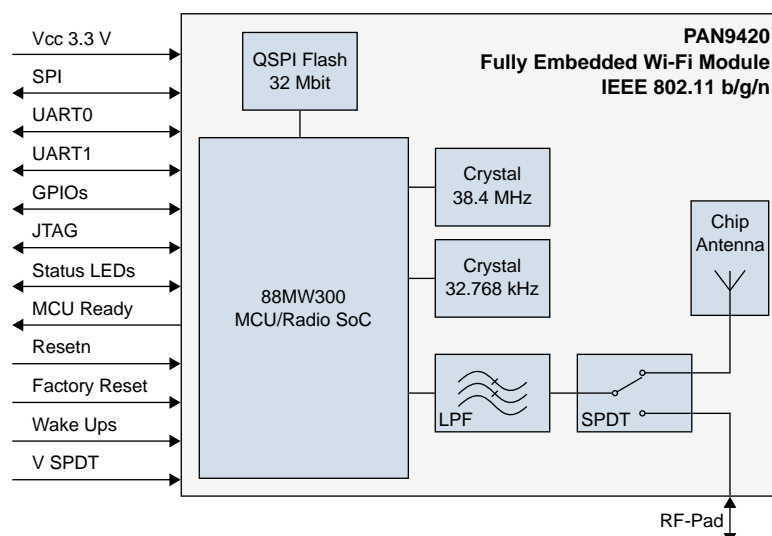 PAN9420
Fully Embedded Wi-Fi Module
IEEE 802.11 b/g/n
Vcc 3.3 V
SPI
UART0
UART1
GPIOs
JTAG
Status LEDs
MCU Ready
Resetn
Factory Reset
Wake Ups
V SPDT
QSPI Flash
32 Mbit
88MW300
MCU/Radio SoC
Crystal
38.4 MHz
Crystal
32.768 kHz
LPF
SPDT
Chip
Antenna
RF-Pad